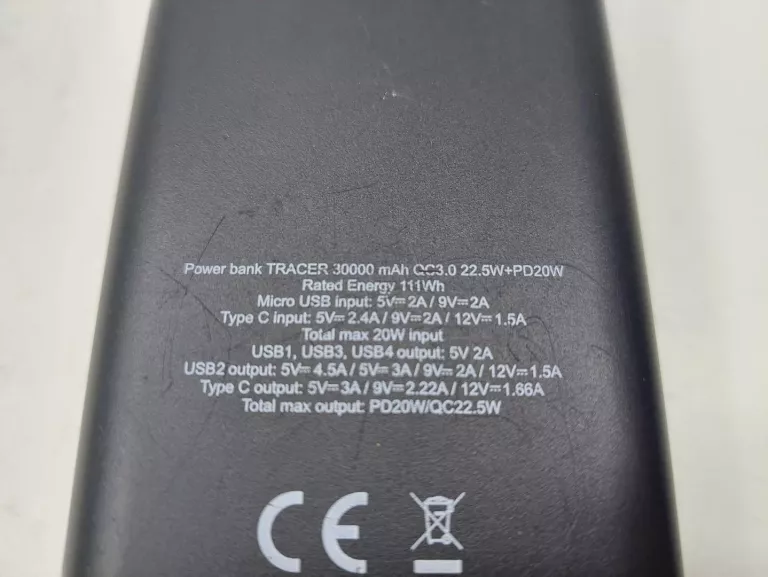 Power bank TRACER 30000 mAh QC3.0 22.5W+PD20W
Rated Energy 111Wh
Micro USB input: 5V⎓2A / 9V⎓2A
Type C input: 5V⎓2.4A / 9V⎓2A / 12V⎓1.5A
Total max 20W input
USB1, USB3, USB4 output: 5V 2A
USB2 output: 5V⎓4.5A / 5V⎓3A / 9V⎓2A / 12V⎓1.5A
Type C output: 5V⎓3A / 9V⎓2.22A / 12V⎓1.66A
Total max output: PD20W/QC22.5W
CE